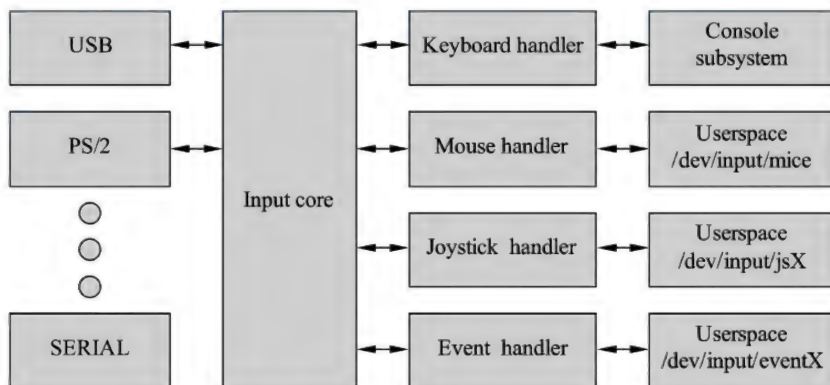 USB
PS/2
SERIAL
Input core
Keyboard handler
Mouse handler
Joystick handler
Event handler
Console
subsystem
Userspace
/dev/input/mice
Userspace
/dev/input/jsX
Userspace
/dev/input/eventX